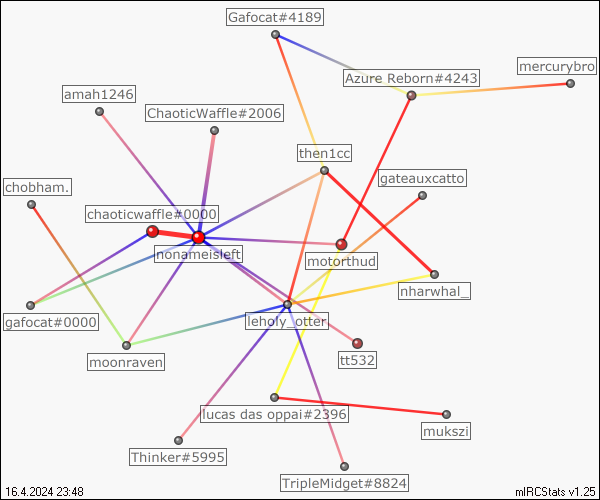 Gafocat#4189
mercurybro
Azure Reborn#4243
amah1246
ChaoticWaffle#2006
then1cc
gateauxcatto
chobham.
chaoticwaffle#0000
nonameisleft
motorthud
nharwhal_
gafocat#0000
leholy_otter
moonraven
tt532
lucas das oppai#2396
mukszi
Thinker#5995
TripleMidget#8824
16.4.2024 23:48
mIRCStats v1.25